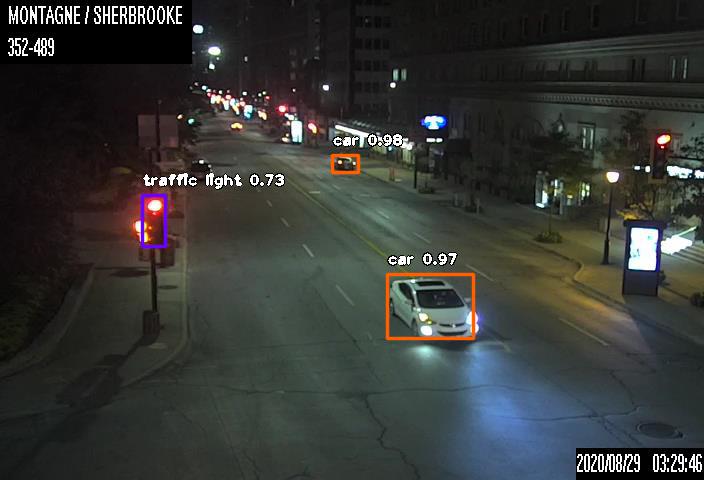 MONTAGNE / SHERBROOKE
352-489
car 0.98
traffic light 0.73
car 0.97
2020/08/29 03:29:46